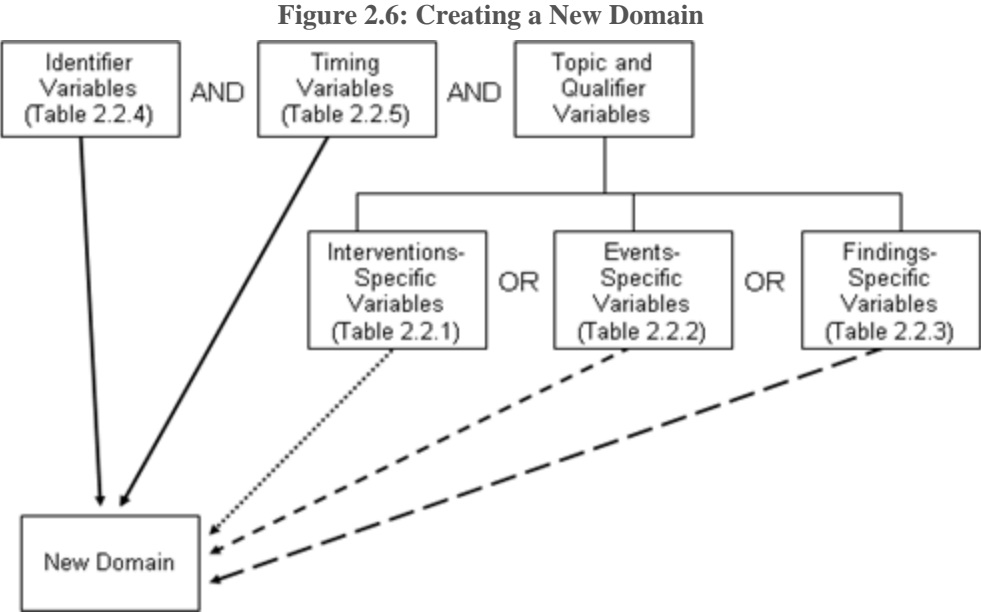 Figure 2.6: Creating a New Domain
Identifier
Variables
(Table 2.2.4)
AND
Timing
Variables
(Table 2.2.5)
AND
Topic and
Qualifier
Variables
Interventions-
Specific
Variables
(Table 2.2.1)
OR
Events-
Specific
Variables
(Table 2.2.2)
OR
Findings-
Specific
Variables
(Table 2.2.3)
New Domain